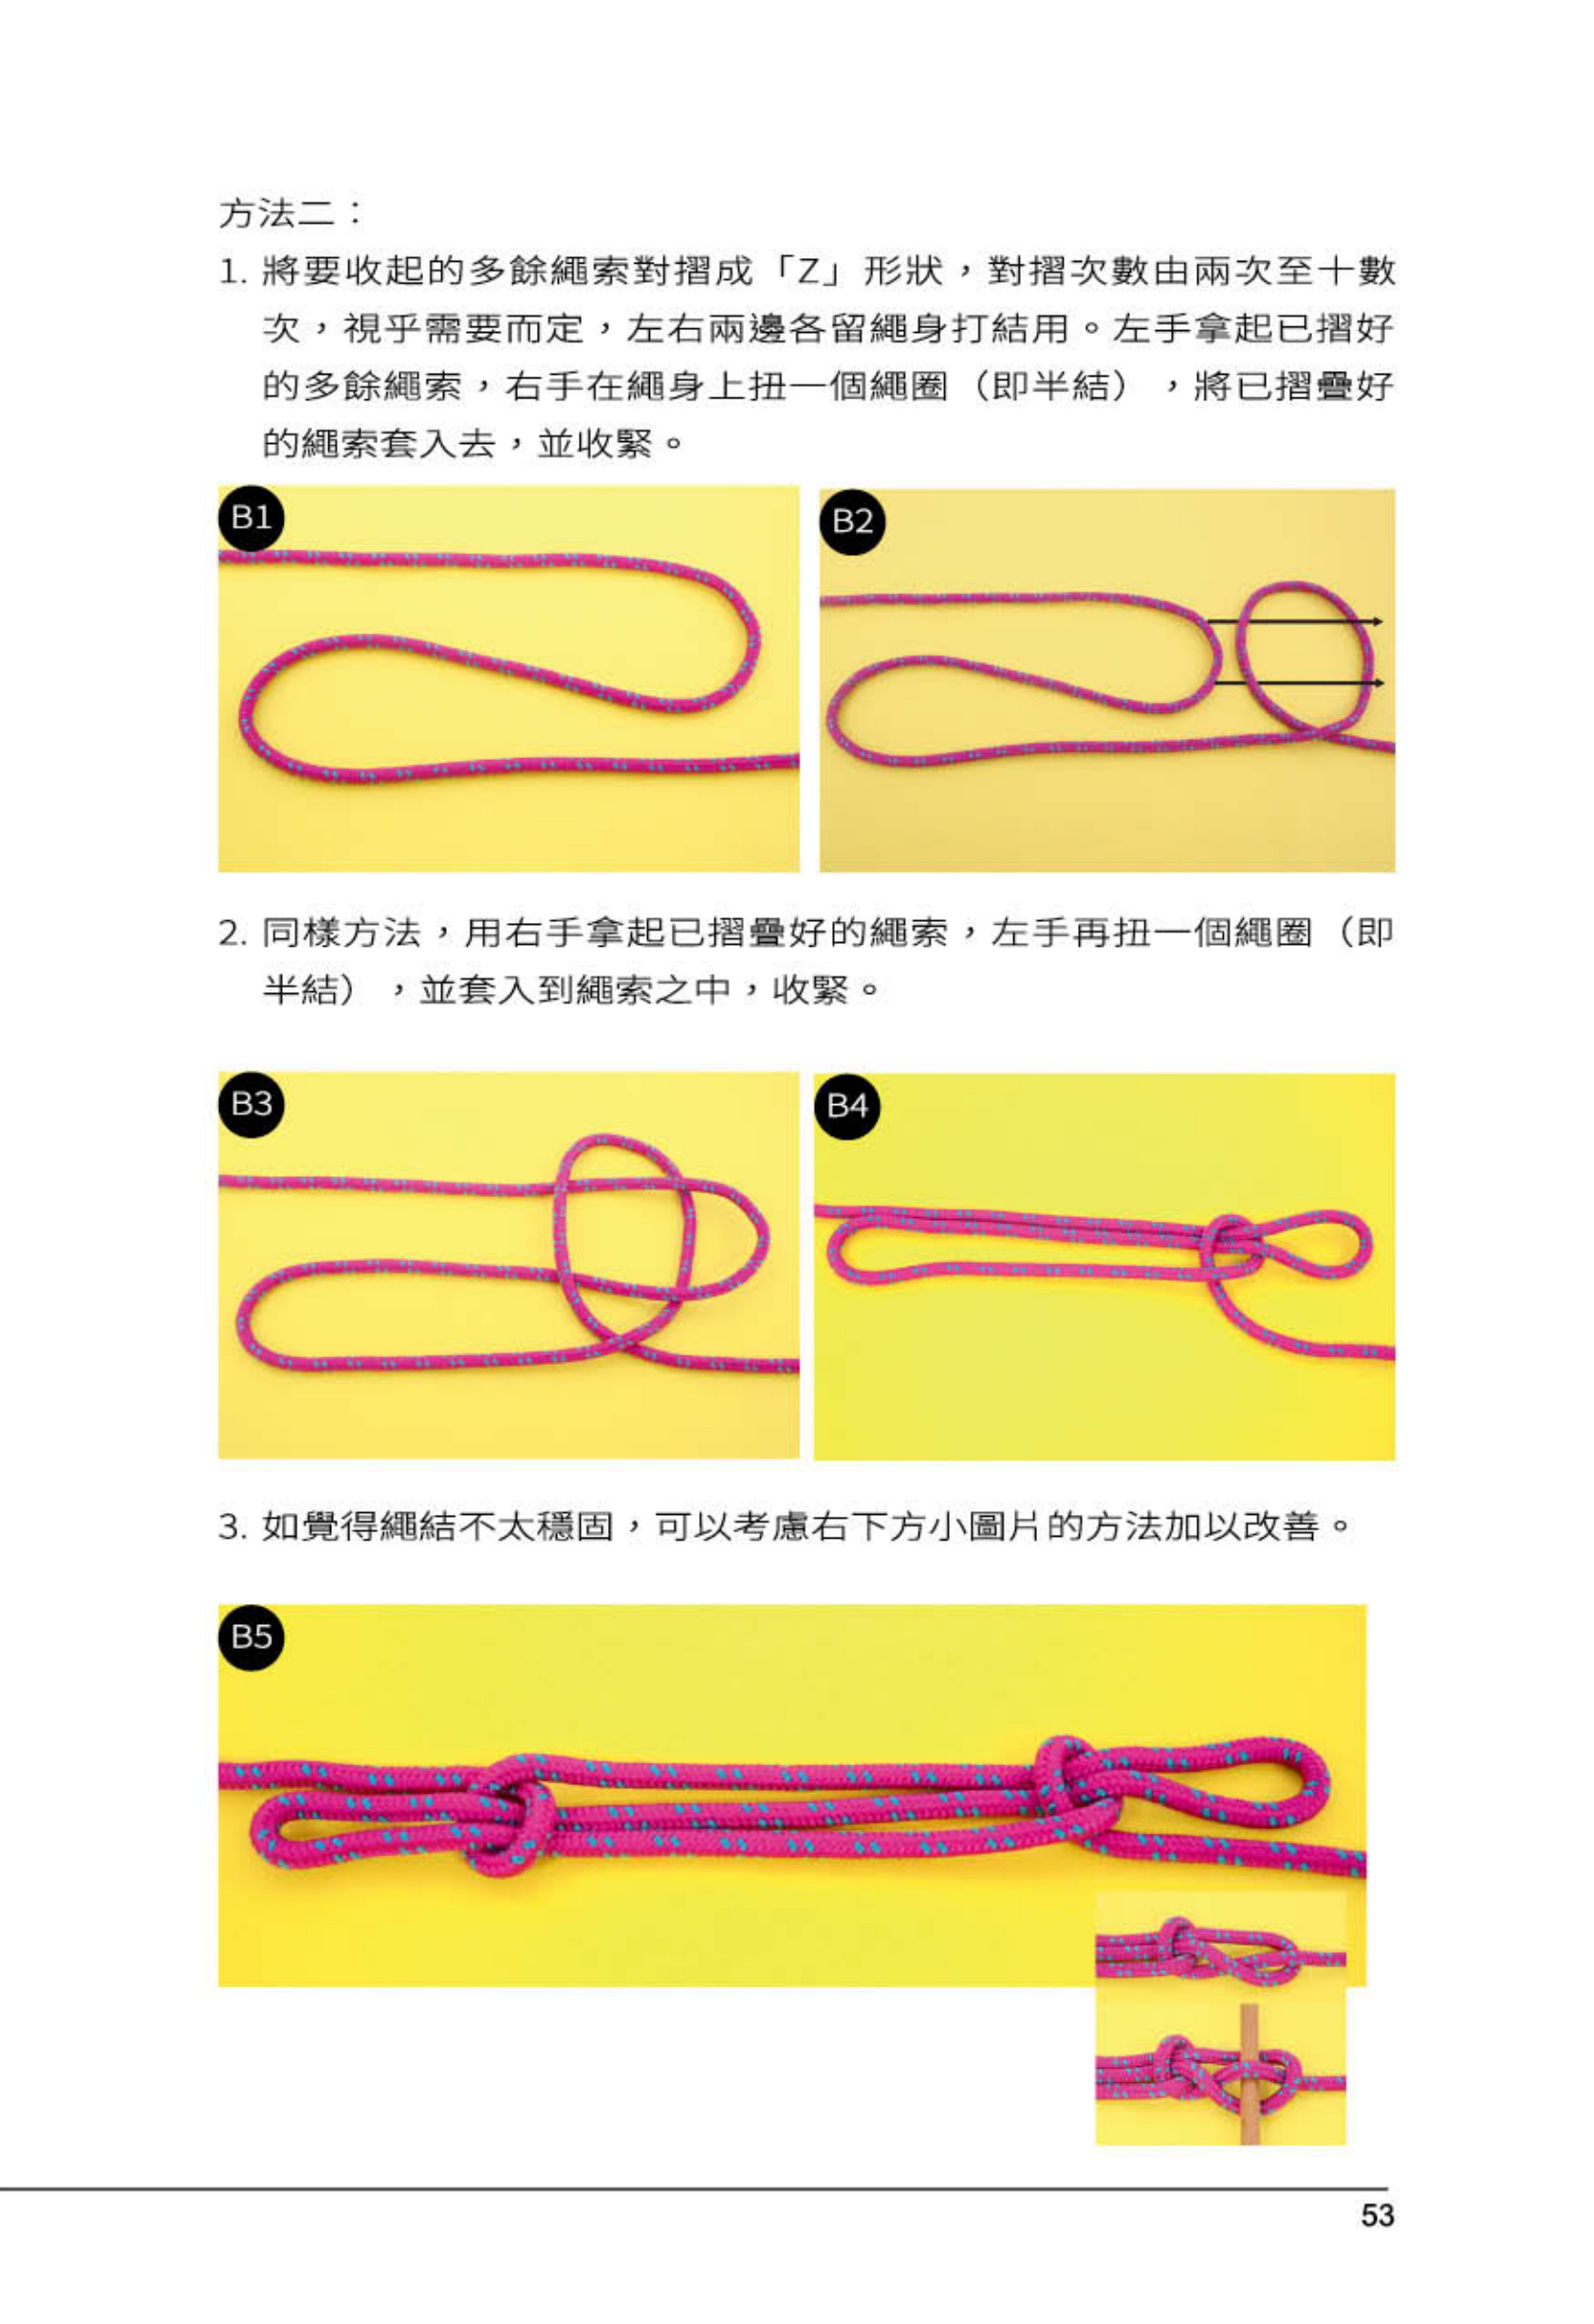 方法二：
1. 將要收起的多餘繩索對摺成「Z」形狀，對摺次數由兩次至十數
次，視乎需要而定，左右兩邊各留繩身打結用。左手拿起已摺好
的多餘繩索，右手在繩身上扭一個繩圈（即半結），將已摺疊好
的繩索套入去，並收緊。
B1
B2
2. 同樣方法，用右手拿起已摺疊好的繩索，左手再扭一個繩圈（即
半結），並套入到繩索之中，收緊。
B3
B4
3. 如覺得繩結不太穩固，可以考慮右下方小圖片的方法加以改善。
B5
53